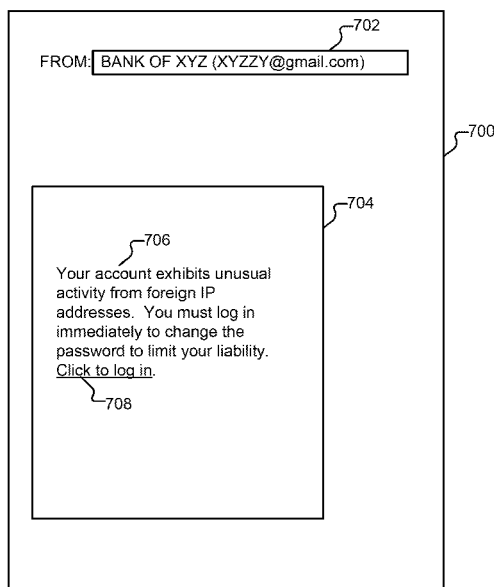 702
FROM: BANK OF XYZ (XYZZY@gmail.com)
700
704
706
Your account exhibits unusual
activity from foreign IP
addresses. You must log in
immediately to change the
password to limit your liability.
Click to log in.
708